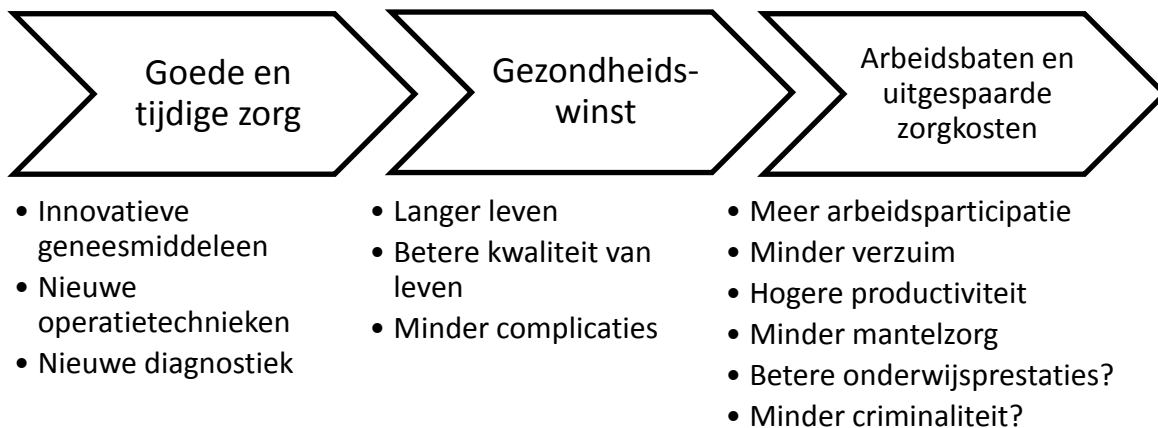 Goede en
tijdige zorg
Gezondheids-
winst
Arbeidsbaten en
uitgespaarde
zorgkosten
• Innovatieve
geneesmiddeleen
• Nieuwe
operatietechnieken
• Nieuwe diagnostiek
• Langer leven
• Betere kwaliteit van
leven
• Minder complicaties
• Meer arbeidsparticipatie
• Minder verzuim
• Hogere productiviteit
• Minder mantelzorg
• Betere onderwijsprestaties?
• Minder criminaliteit?